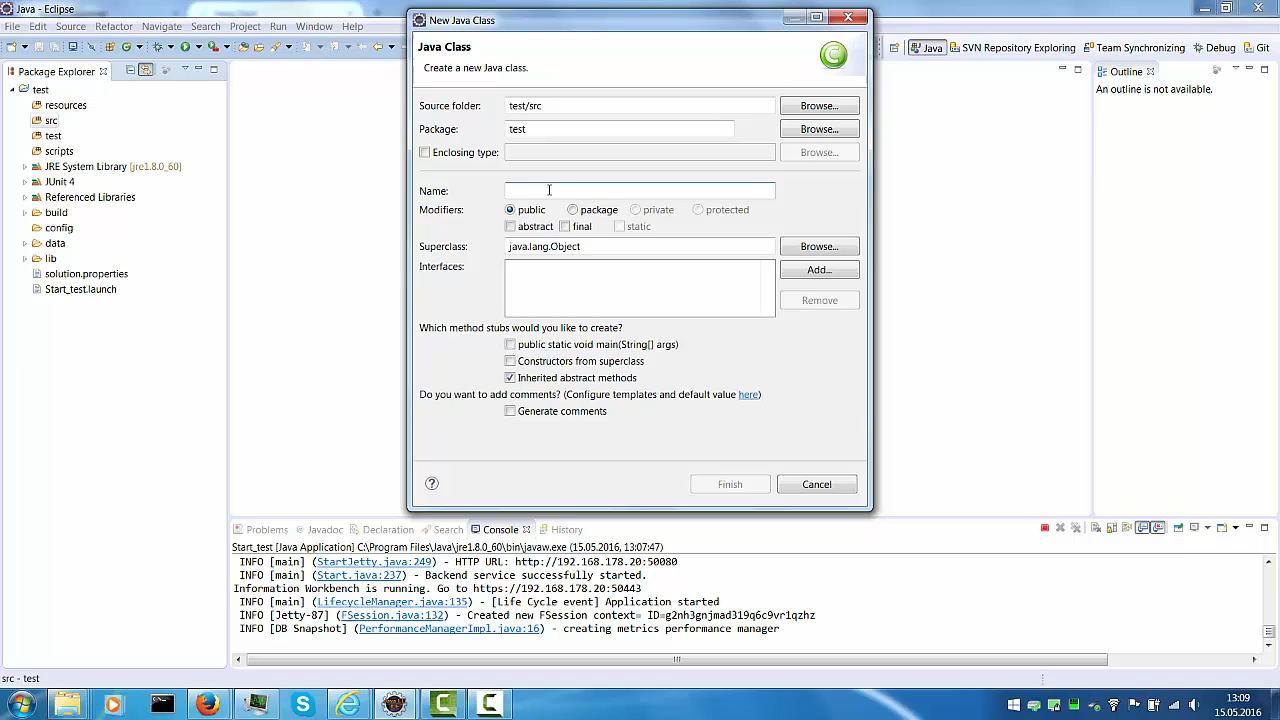 Java - Eclipse
New Java Class
File Edit Source Refactor Navigate Search Project Run Window Help
Java SVN Repository Exploring Team Synchronizing Debug Git
Java Class
Create a new Java class.
Package Explorer
Outline
An outline is not available.
test
resources
src
test
scripts
JRE System Library [jre1.8.0_60]
JUnit 4
Referenced Libraries
build
config
data
lib
solution.properties
Start_test.launch
Source folder: test/src Browse...
Package: test Browse...
Enclosing type: Browse...
Name:
Modifiers: public package private protected
abstract final static
Superclass: java.lang.Object Browse...
Interfaces: Add...
Remove
Which method stubs would you like to create?
public static void main(String[] args)
Constructors from superclass
Inherited abstract methods
Do you want to add comments? (Configure templates and default value here)
Generate comments
? Finish Cancel
Problems Javadoc Declaration Search Console History
Start_test [Java Application] C:\Program Files\Java\jre1.8.0_60\bin\javaw.exe (15.05.2016, 13:07:47)
INFO [main] (StartJetty.java:249) - HTTP URL: http://192.168.178.20:50080
INFO [main] (Start.java:237) - Backend service successfully started.
Information Workbench is running. Go to https://192.168.178.20:50443
INFO [main] (LifecycleManager.java:135) - [Life Cycle event] Application started
INFO [Jetty-87] (FSession.java:132) - Created new FSession context= ID=g2nh3gnjmad319q6c9vr1qzhz
INFO [DB Snapshot] (PerformanceManagerImpl.java:16) - creating metrics performance manager
src - test
13:09
15.05.2016